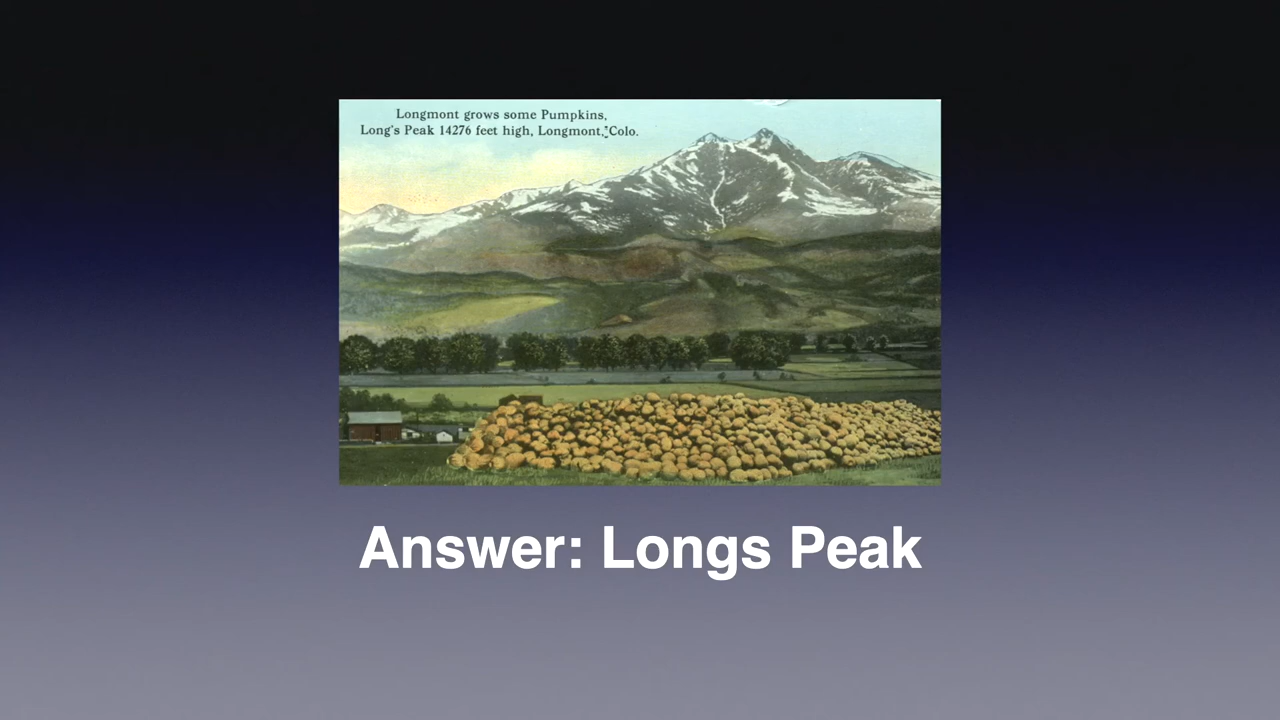 Longmont grows some Pumpkins,
Long's Peak 14276 feet high, Longmont, Colo.
Answer: Longs Peak